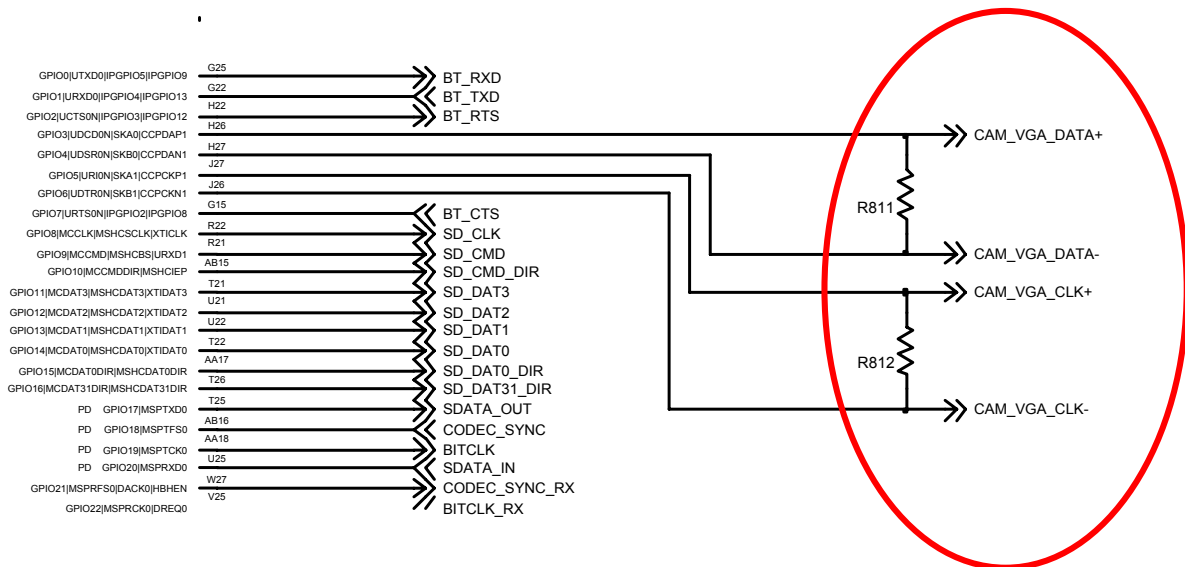 GPIO0|UTXD0|IPGPIO5|IPGPIO9 G25 BT_RXD
GPIO1|URXD0|IPGPIO4|IPGPIO13 G22 BT_TXD
GPIO2|UCTS0N|IPGPIO3|IPGPIO12 H22 BT_RTS
GPIO3|UDCD0N|SKA0|CCPDAP1 H26 CAM_VGA_DATA+
GPIO4|UDSR0N|SKB0|CCPDAN1 H27
GPIO5|URI0N|SKA1|CCPCKP1 J27
GPIO6|UDTR0N|SKB1|CCPCKN1 J26
R811
GPIO7|URTS0N|IPGPIO2|IPGPIO8 G15 BT_CTS
GPIO8|MCCLK|MSHCSCLK|XTICLK R22 SD_CLK
GPIO9|MCCMD|MSHCBS|URXD1 R21 SD_CMD CAM_VGA_DATA-
GPIO10|MCCMDDIR|MSHCIEP AB15 SD_CMD_DIR
GPIO11|MCDAT3|MSHCDAT3|XTIDAT3 T21 SD_DAT3 CAM_VGA_CLK+
GPIO12|MCDAT2|MSHCDAT2|XTIDAT2 U21 SD_DAT2
GPIO13|MCDAT1|MSHCDAT1|XTIDAT1 U22 SD_DAT1
GPIO14|MCDAT0|MSHCDAT0|XTIDAT0 T22 SD_DAT0
R812
GPIO15|MCDAT0DIR|MSHCDAT0DIR AA17 SD_DAT0_DIR
GPIO16|MCDAT31DIR|MSHCDAT31DIR T26 SD_DAT31_DIR
PD GPIO17|MSPTXD0 T25 SDATA_OUT CAM_VGA_CLK-
PD GPIO18|MSPTFS0 AB16 CODEC_SYNC
PD GPIO19|MSPTCK0 AA18 BITCLK
PD GPIO20|MSPRXD0 U25 SDATA_IN
GPIO21|MSPRFS0|DACK0|HBHEN W27 CODEC_SYNC_RX
GPIO22|MSPRCK0|DREQ0 V25 BITCLK_RX